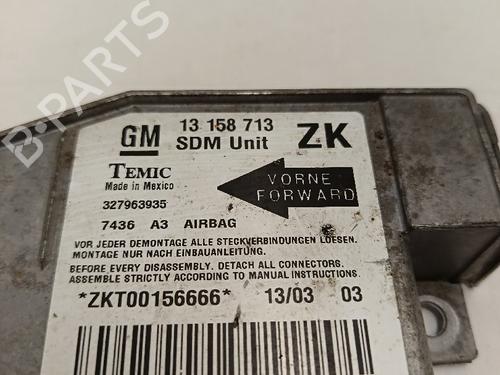 B-PARTS
GM 13 158 713 ZK
SDM Unit
TEMIC
Made in Mexico
VORNE
FORWARD
327963935
7436 A3 AIRBAG
VOR JEDER DEMONTAGE ALLE STECKVERBINDUNGEN LOESEN.
MONTAGE NUR NACH EINBAUANLEITUNG.
BEFORE EVERY DISASSEMBLY. DETACH ALL CONNECTORS.
ASSEMBLE STRICTLY ACCORDING TO MANUAL INSTRUCTIONS.
*ZKT00156666* 13/03 03